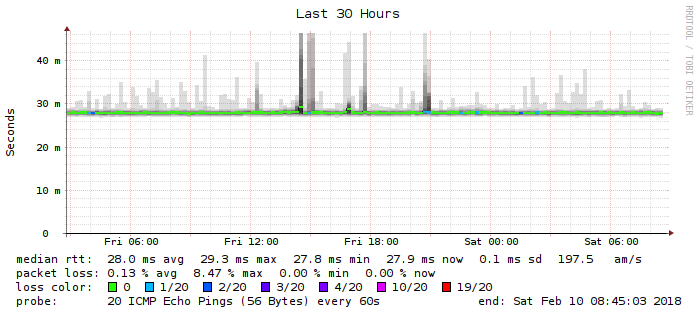 Last 30 Hours
RRDTOOL / TOBI OETIKER
Seconds
40 m
30 m
20 m
10 m
0
Fri 06:00 Fri 12:00 Fri 18:00 Sat 00:00 Sat 06:00
median rtt: 28.0 ms avg 29.3 ms max 27.8 ms min 27.9 ms now 0.1 ms sd 197.5 am/s
packet loss: 0.13 % avg 8.47 % max 0.00 % min 0.00 % now
loss color: 0 1/20 2/20 3/20 4/20 10/20 19/20
probe: 20 ICMP Echo Pings (56 Bytes) every 60s end: Sat Feb 10 08:45:03 2018